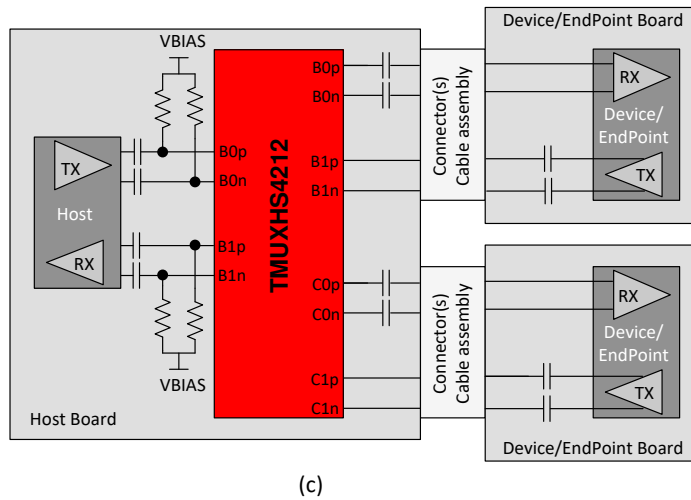 Device/EndPoint Board
VBIAS
TMUXHS4212
B0p
B0n
B1p
B1n
Connector(s)
Cable assembly
RX
Device/
EndPoint
TX
TX
Host
RX
B0p
B0n
B1p
B1n
VBIAS
Host Board
C0p
C0n
C1p
C1n
Connector(s)
Cable assembly
RX
Device/
EndPoint
TX
Device/EndPoint Board
(c)